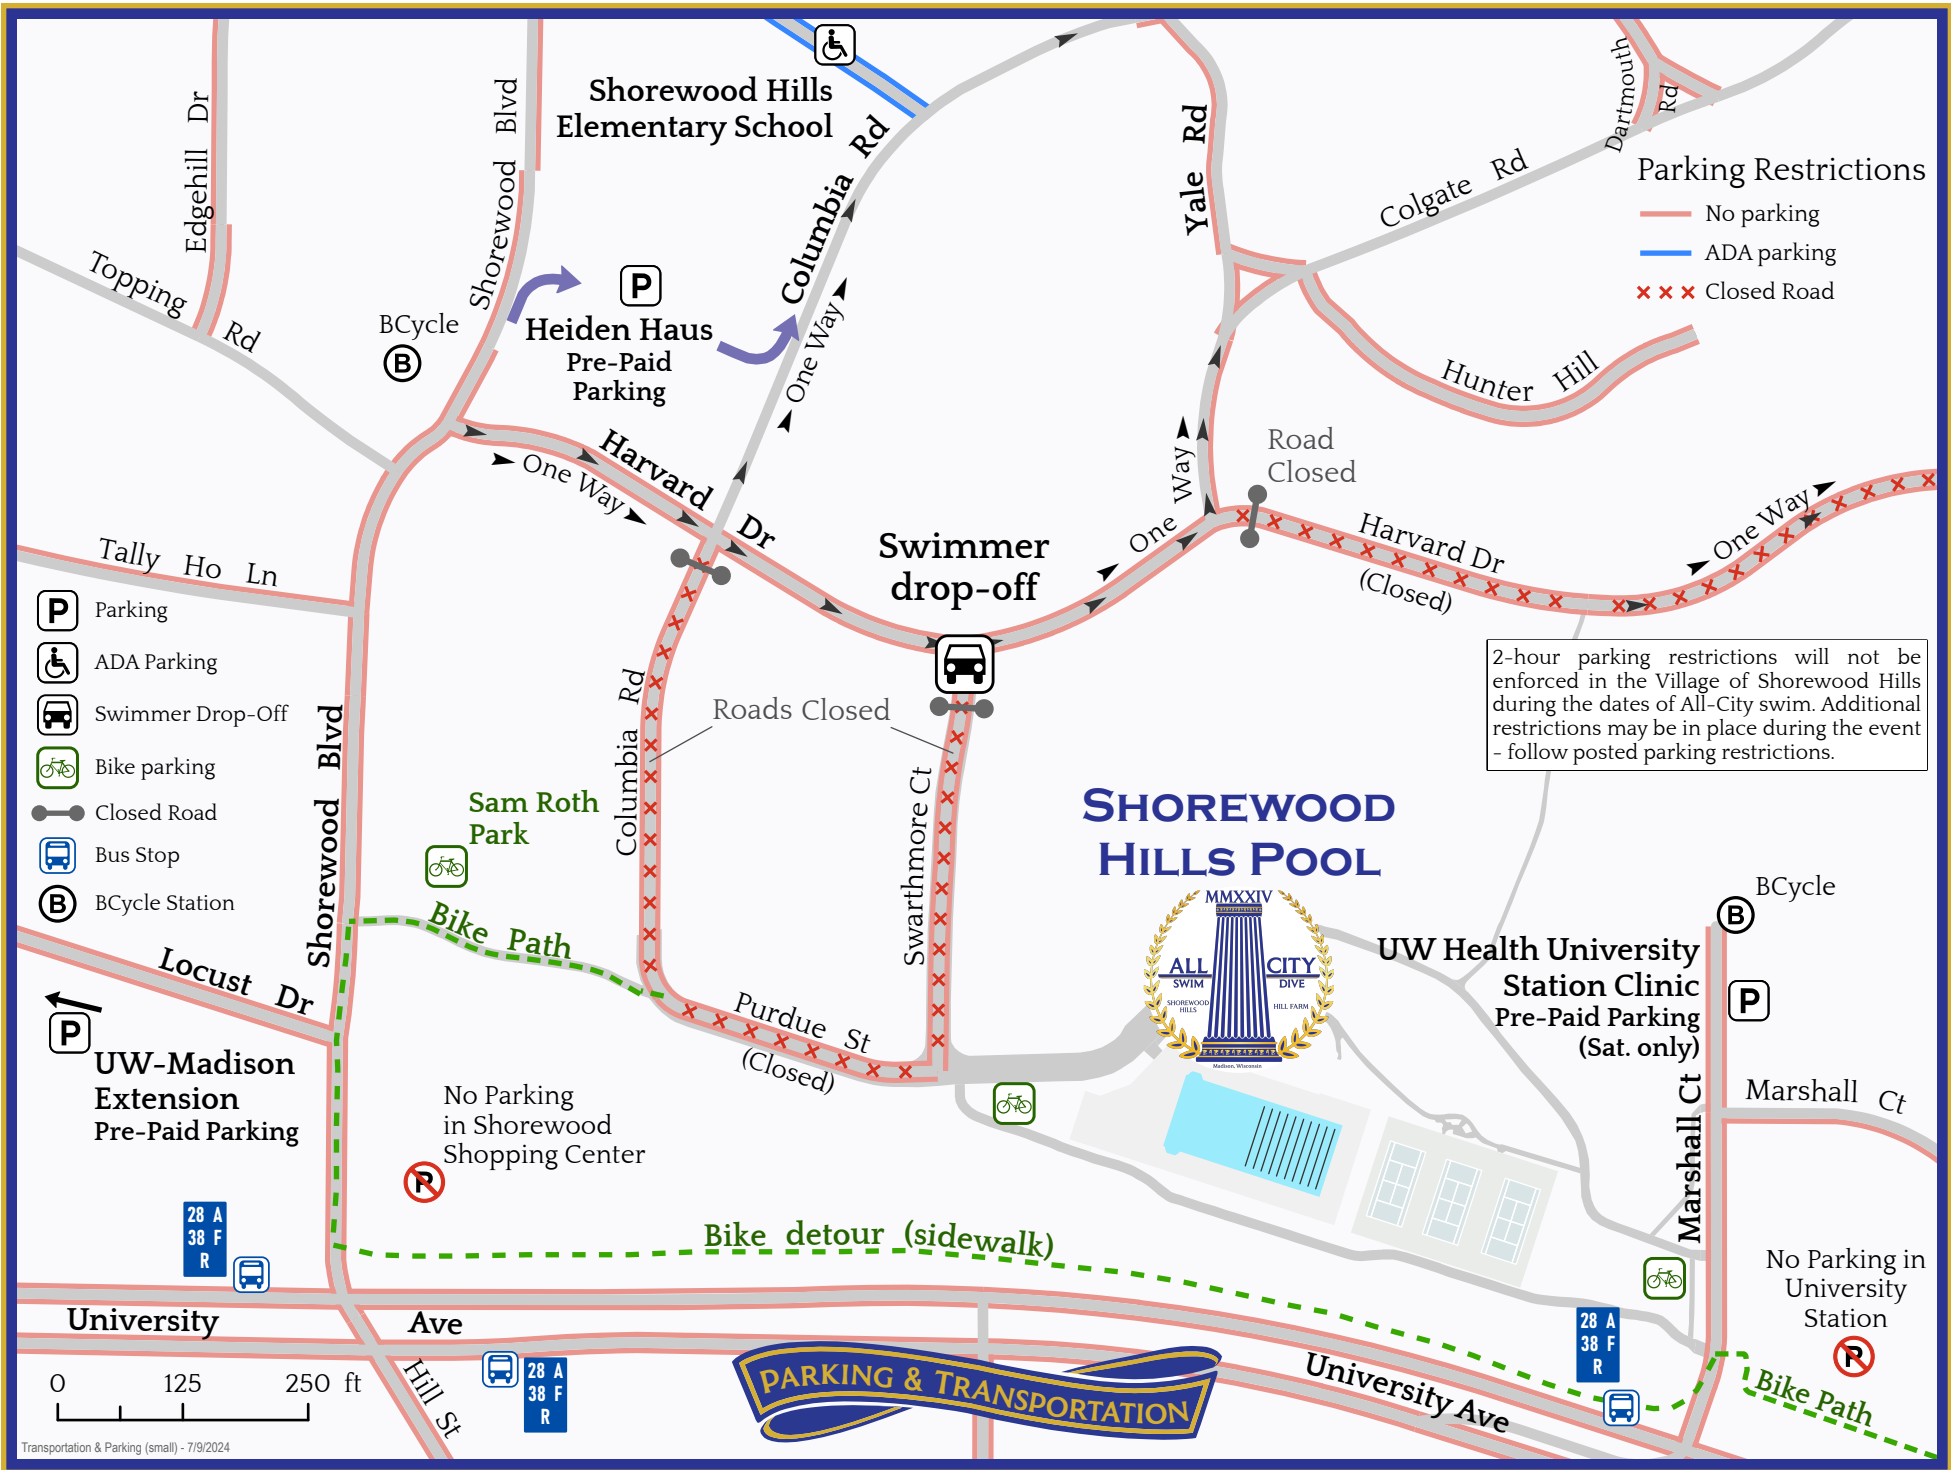 Edgehill Dr
Shorewood Blvd
Shorewood Hills
Elementary School
Columbia Rd
Yale Rd
Dartmouth
Rd
Colgate Rd
Parking Restrictions
No parking
ADA parking
Closed Road
Topping Rd
BCycle
B
P
Heiden Haus
Pre-Paid
Parking
One Way
Hunter Hill
Harvard Dr
One Way
Road
Closed
One Way
Harvard Dr
(Closed)
One Way
Swimmer
drop-off
Tally Ho Ln
P Parking
ADA Parking
Swimmer Drop-Off
Bike parking
Closed Road
Bus Stop
B BCycle Station
Shorewood Blvd
Columbia Rd
Roads Closed
Swarthmore Ct
2-hour parking restrictions will not be
enforced in the Village of Shorewood Hills
during the dates of All-City swim. Additional
restrictions may be in place during the event
- follow posted parking restrictions.
Sam Roth
Park
Bike Path
Shorewood
Hills Pool
MMXXIV
ALL CITY
SWIM DIVE
SHOREWOOD
HILLS
HILL FARM
Madison, Wisconsin
BCycle
B
UW Health University
Station Clinic
Pre-Paid Parking
(Sat. only)
P
Locust Dr
P
UW-Madison
Extension
Pre-Paid Parking
Purdue St
(Closed)
No Parking
in Shorewood
Shopping Center
P
Marshall Ct
Marshall Ct
28 A
38 F
R
Bike detour (sidewalk)
No Parking in
University
Station
P
28 A
38 F
R
University Ave
28 A
38 F
R
Hill St
Parking & Transportation
University Ave
Bike Path
0 125 250 ft
Transportation & Parking (small) - 7/9/2024